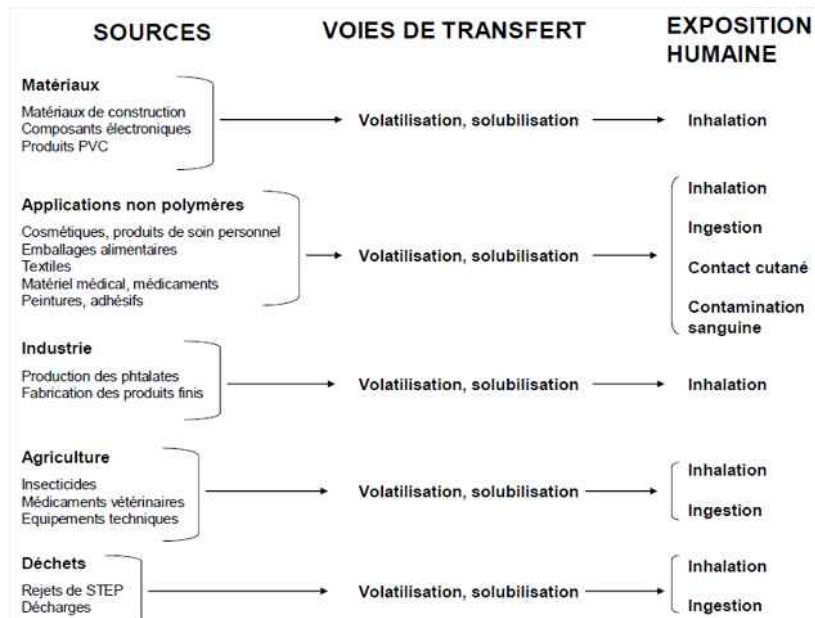 SOURCES
VOIES DE TRANSFERT
EXPOSITION
HUMAINE
Matériaux
Matériaux de construction
Composants électroniques
Produits PVC
Volatilisation, solubilisation
Inhalation
Applications non polymères
Cosmétiques, produits de soin personnel
Emballages alimentaires
Textiles
Matériel médical, médicaments
Peintures, adhésifs
Volatilisation, solubilisation
Inhalation
Ingestion
Contact cutané
Contamination
sanguine
Industrie
Production des phtalates
Fabrication des produits finis
Volatilisation, solubilisation
Inhalation
Agriculture
Insecticides
Médicaments vétérinaires
Equipements techniques
Volatilisation, solubilisation
Inhalation
Ingestion
Déchets
Rejets de STEP
Décharges
Volatilisation, solubilisation
Inhalation
Ingestion